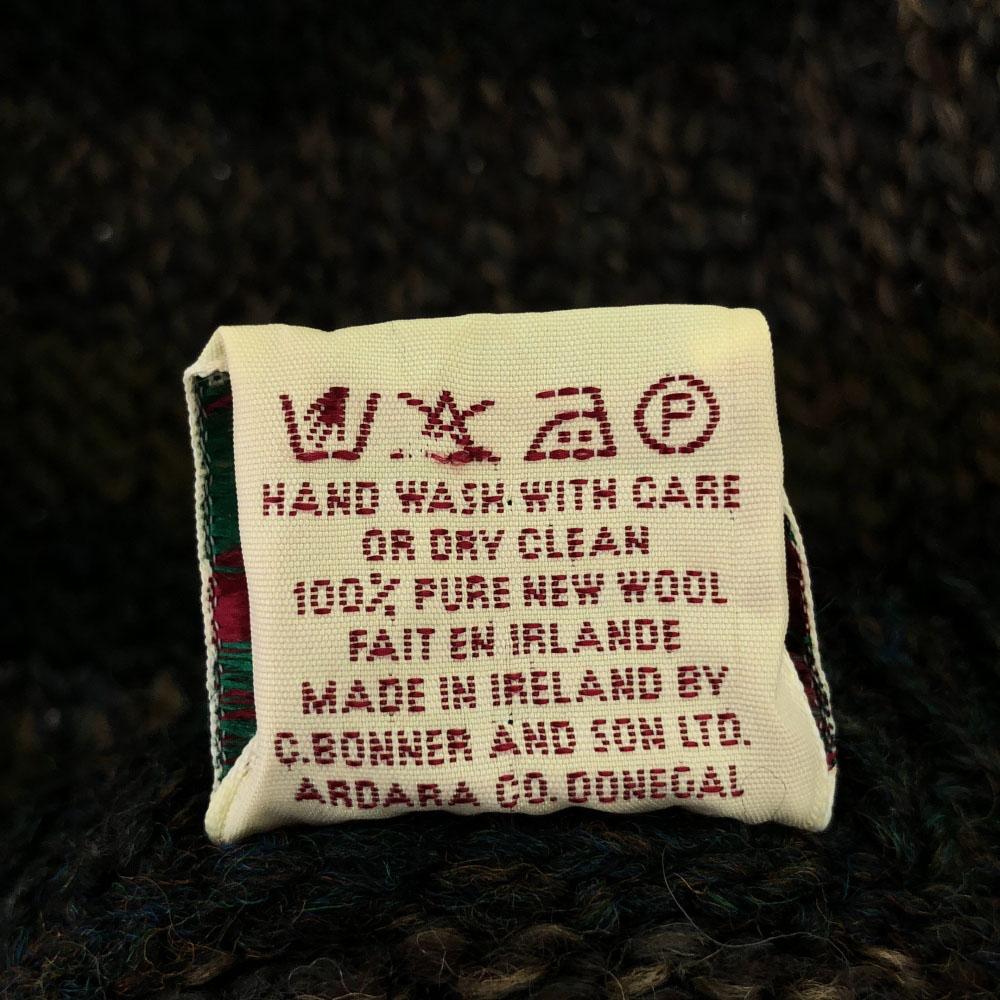 P
HAND WASH WITH CARE
OR DRY CLEAN
100% PURE NEW WOOL
FAIT EN IRLANDE
MADE IN IRELAND BY
C.BONNER AND SON LTD.
ARDARA CO. DONEGAL